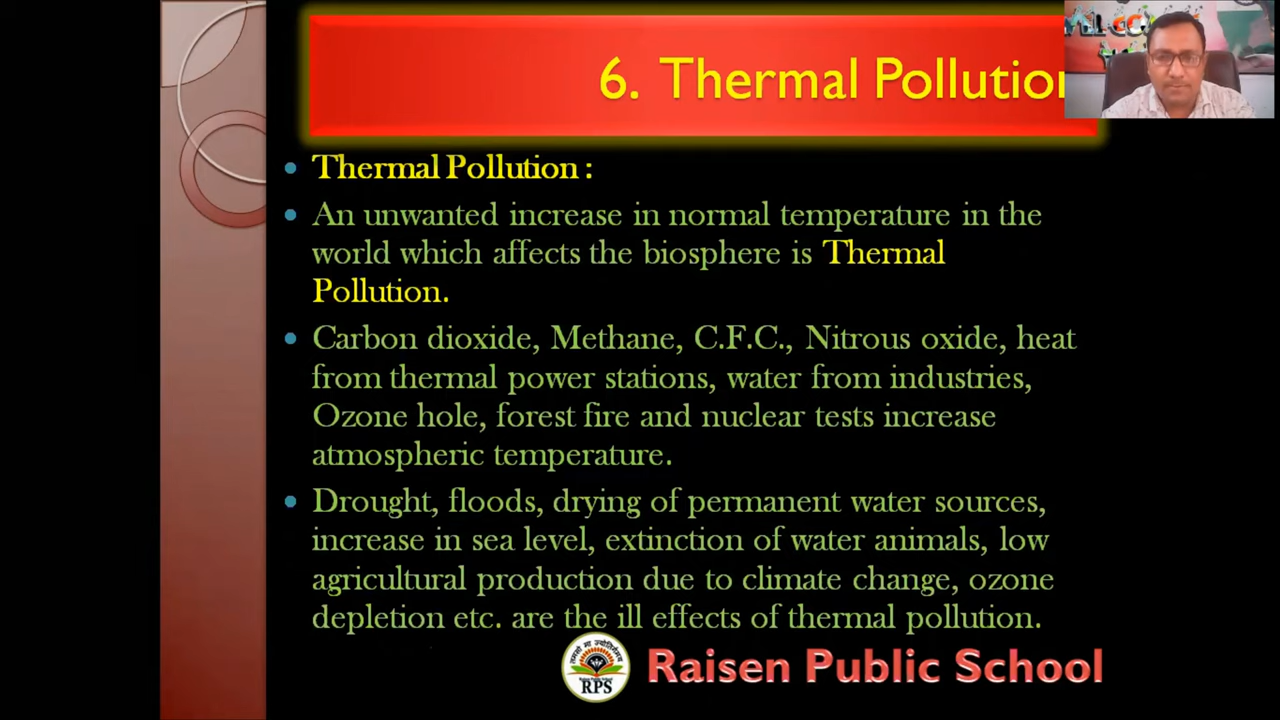 6. Thermal Pollution
Thermal Pollution :
An unwanted increase in normal temperature in the
world which affects the biosphere is Thermal
Pollution.
Carbon dioxide, Methane, C.F.C., Nitrous oxide, heat
from thermal power stations, water from industries,
Ozone hole, forest fire and nuclear tests increase
atmospheric temperature.
Drought, floods, drying of permanent water sources,
increase in sea level, extinction of water animals, low
agricultural production due to climate change, ozone
depletion etc. are the ill effects of thermal pollution.
तमसो मा ज्योतिर्गमय
RPS
Raisen Public School